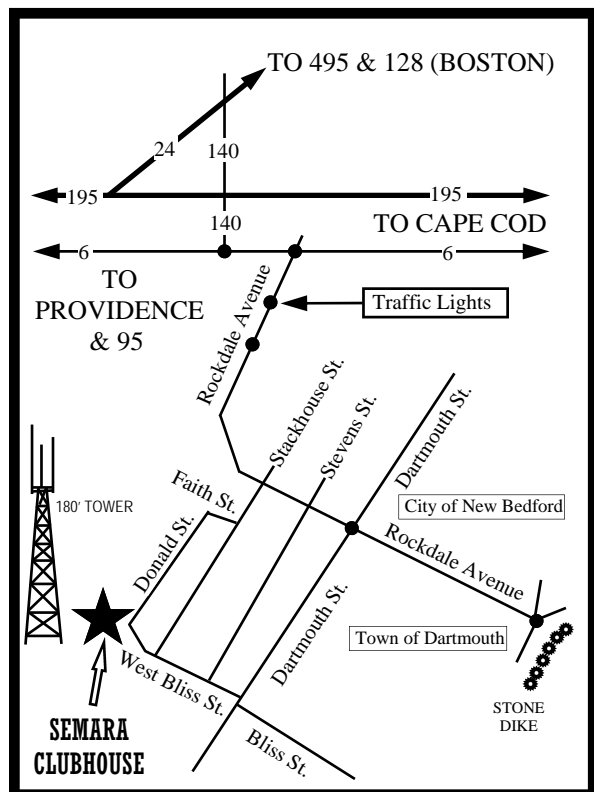 TO 495 & 128 (BOSTON)
24
140
195
195
140
TO CAPE COD
6
6
TO
PROVIDENCE
& 95
Traffic Lights
Rockdale Avenue
Stackhouse St.
Stevens St.
Dartmouth St.
Faith St.
180' TOWER
City of New Bedford
Donald St.
Rockdale Avenue
Dartmouth St.
Town of Dartmouth
West Bliss St.
STONE
DIKE
SEMARA
CLUBHOUSE
Bliss St.